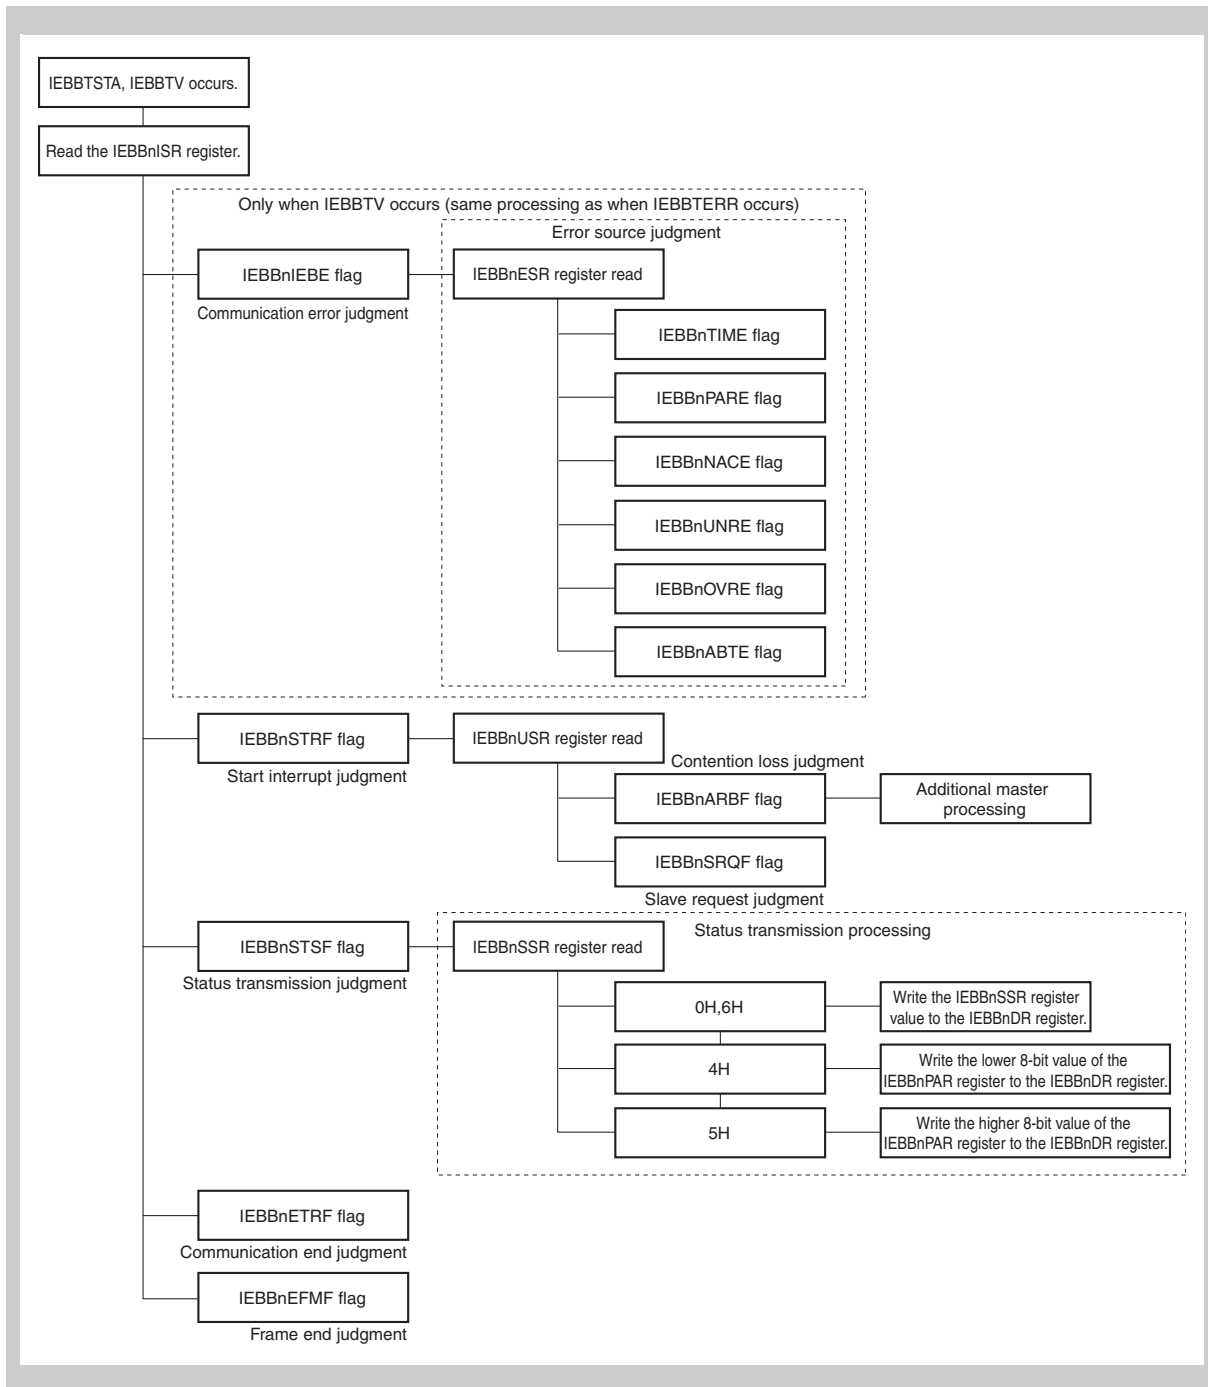 IEBBTSTA, IEBBTV occurs.
Read the IEBBnISR register.
Only when IEBBTV occurs (same processing as when IEBBTERR occurs)
Error source judgment
IEBBnIEBE flag
IEBBnESR register read
Communication error judgment
IEBBnTIME flag
IEBBnPARE flag
IEBBnNACE flag
IEBBnUNRE flag
IEBBnOVRE flag
IEBBnABTE flag
IEBBnSTRF flag
IEBBnUSR register read
Start interrupt judgment
Contention loss judgment
IEBBnARBF flag
Additional master
processing
IEBBnSRQF flag
Slave request judgment
Status transmission processing
IEBBnSTSF flag
IEBBnSSR register read
Status transmission judgment
0H,6H
Write the IEBBnSSR register
value to the IEBBnDR register.
4H
Write the lower 8-bit value of the
IEBBnPAR register to the IEBBnDR register.
5H
Write the higher 8-bit value of the
IEBBnPAR register to the IEBBnDR register.
IEBBnETRF flag
Communication end judgment
IEBBnEFMF flag
Frame end judgment